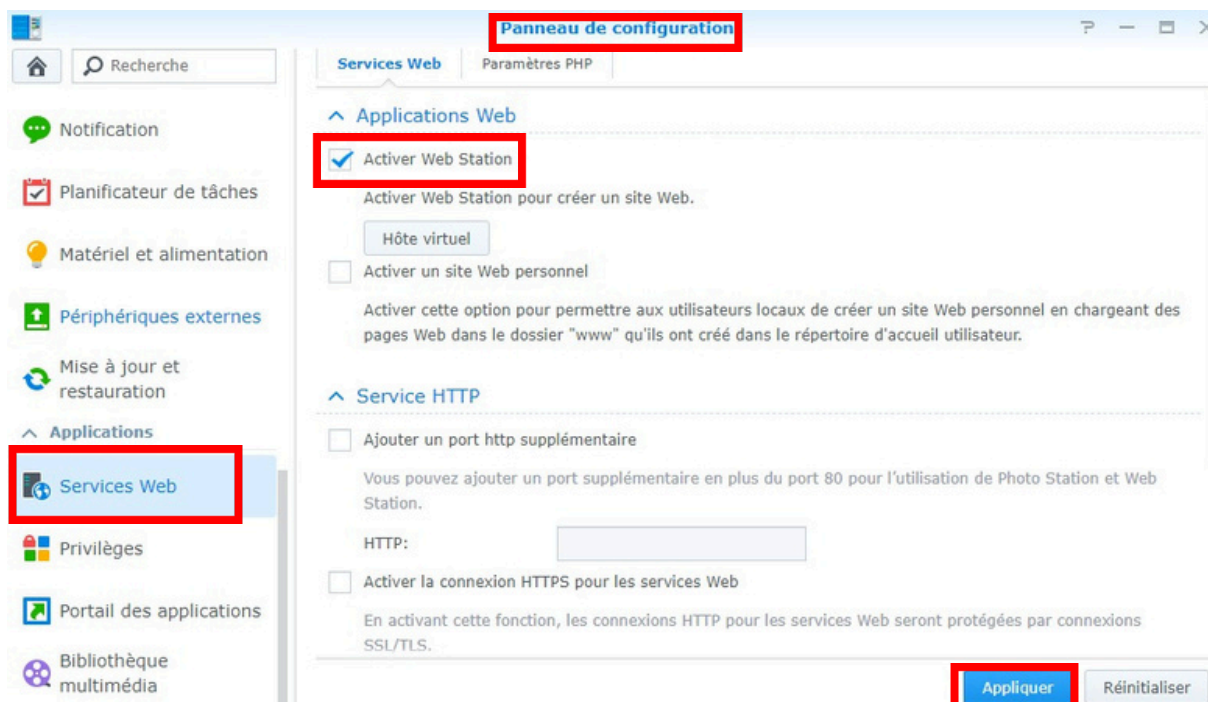 Panneau de configuration
Recherche
Notification
Planificateur de tâches
Matériel et alimentation
Périphériques externes
Mise à jour et
restauration
Applications
Services Web
Privilèges
Portail des applications
Bibliothèque
multimédia
Services Web
Paramètres PHP
Applications Web
Activer Web Station
Activer Web Station pour créer un site Web.
Hôte virtuel
Activer un site Web personnel
Activer cette option pour permettre aux utilisateurs locaux de créer un site Web personnel en chargeant des
pages Web dans le dossier "www" qu'ils ont créé dans le répertoire d'accueil utilisateur.
Service HTTP
Ajouter un port http supplémentaire
Vous pouvez ajouter un port supplémentaire en plus du port 80 pour l'utilisation de Photo Station et Web
Station.
HTTP:
Activer la connexion HTTPS pour les services Web
En activant cette fonction, les connexions HTTP pour les services Web seront protégées par connexions
SSL/TLS.
Appliquer
Réinitialiser